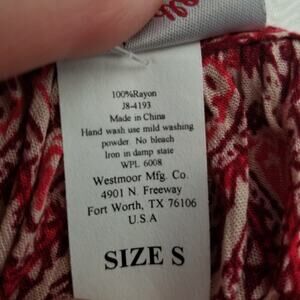 100%Rayon
J8-4193
Made in China
Hand wash use mild washing
powder No bleach
Iron in damp state
WPL 6008
Westmoor Mfg. Co.
4901 N. Freeway
Fort Worth, TX 76106
U.S.A
SIZE S